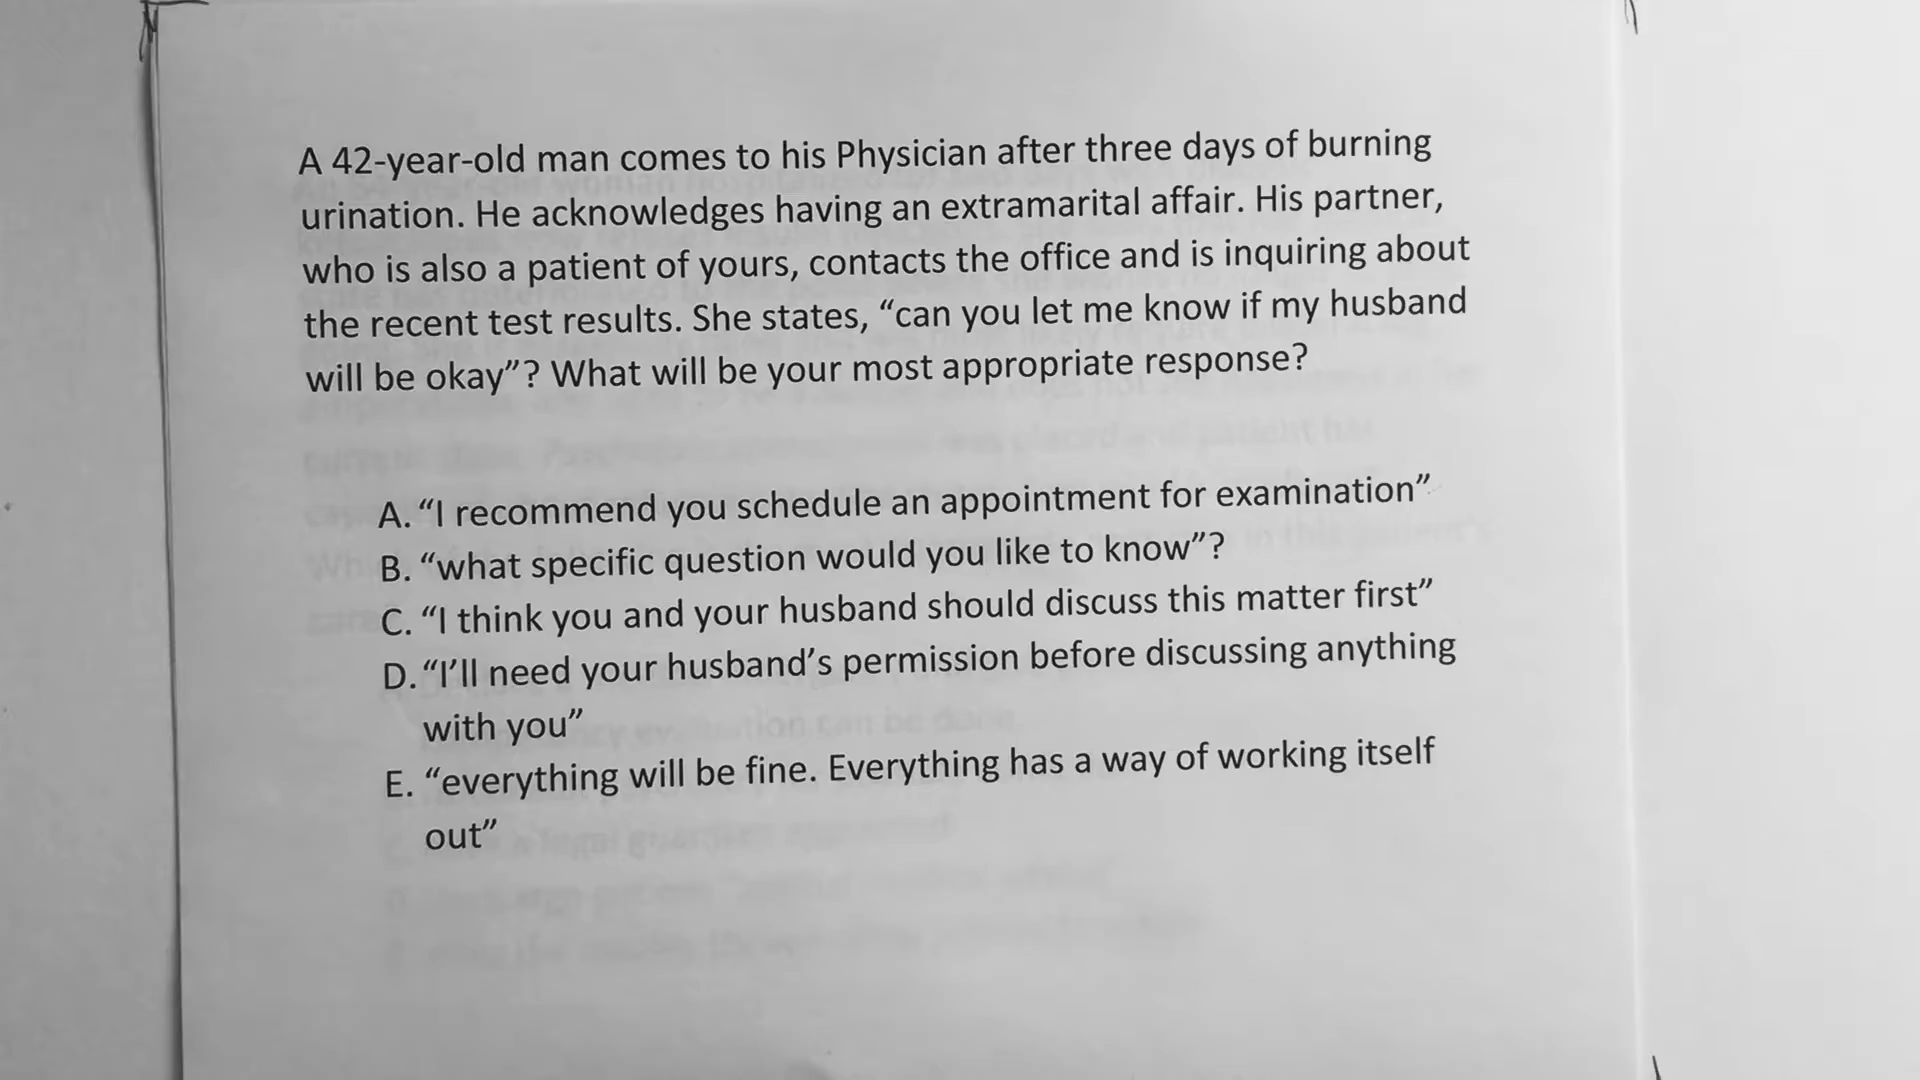 A 42-year-old man comes to his Physician after three days of burning
urination. He acknowledges having an extramarital affair. His partner,
who is also a patient of yours, contacts the office and is inquiring about
the recent test results. She states, “can you let me know if my husband
will be okay”? What will be your most appropriate response?
A. “I recommend you schedule an appointment for examination”
B. “what specific question would you like to know”?
C. “I think you and your husband should discuss this matter first”
D. “I’ll need your husband’s permission before discussing anything
with you”
E. “everything will be fine. Everything has a way of working itself
out”